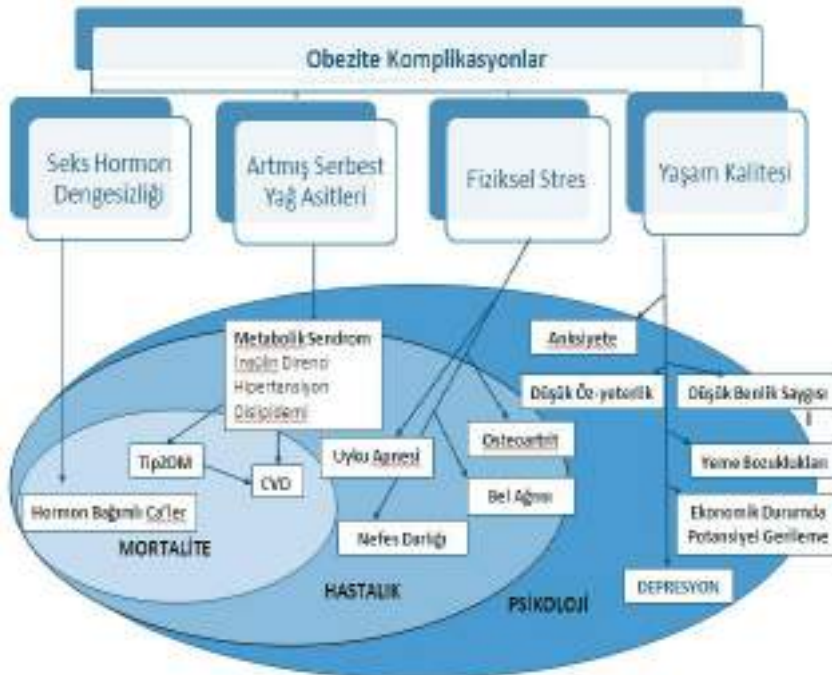 Obezite Komplikasyonlar
Seks Hormon
Dengesizliği
Artmış Serbest
Yağ Asitleri
Fiziksel Stres
Yaşam Kalitesi
Metabolik Sendrom
İnsülin Direnci
Hipertansiyon
Dislipidemi
Anksiyete
Düşük Öz-yeterlik
Düşük Benlik Saygısı
Osteoartrit
Uyku Apnesi
Tip2DM
CVD
Yeme Bozuklukları
Bel Ağrısı
Hormon Bağımlı Ca'ler
Ekonomik Durumda
Potansiyel Gerileme
Nefes Darlığı
MORTALİTE
HASTALIK
DEPRESYON
PSİKOLOJİ